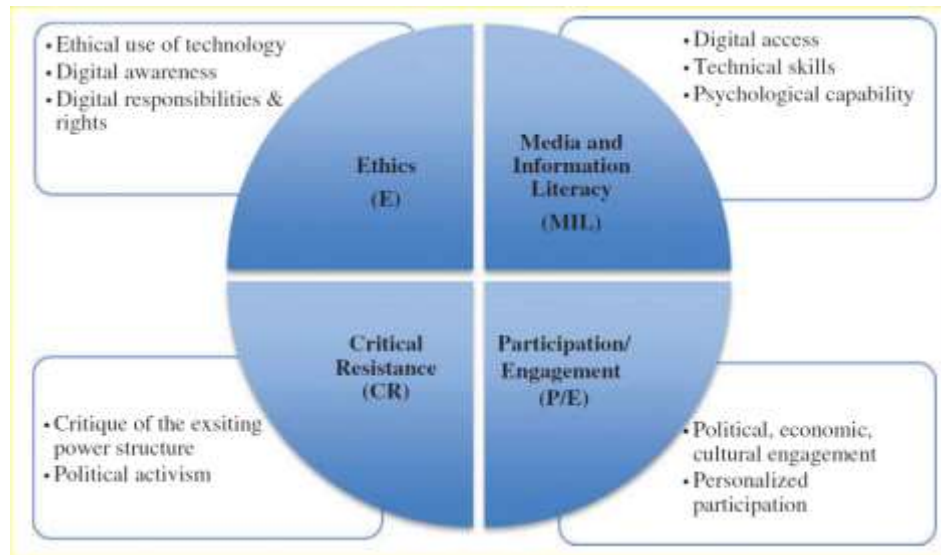 • Ethical use of technology
• Digital awareness
• Digital responsibilities &
rights
Ethics
(E)
• Digital access
• Technical skills
• Psychological capability
Media and
Information
Literacy
(MIL)
Critical
Resistance
(CR)
• Critique of the exsiting
power structure
• Political activism
Participation/
Engagement
(P/E)
• Political, economic,
cultural engagement
• Personalized
participation